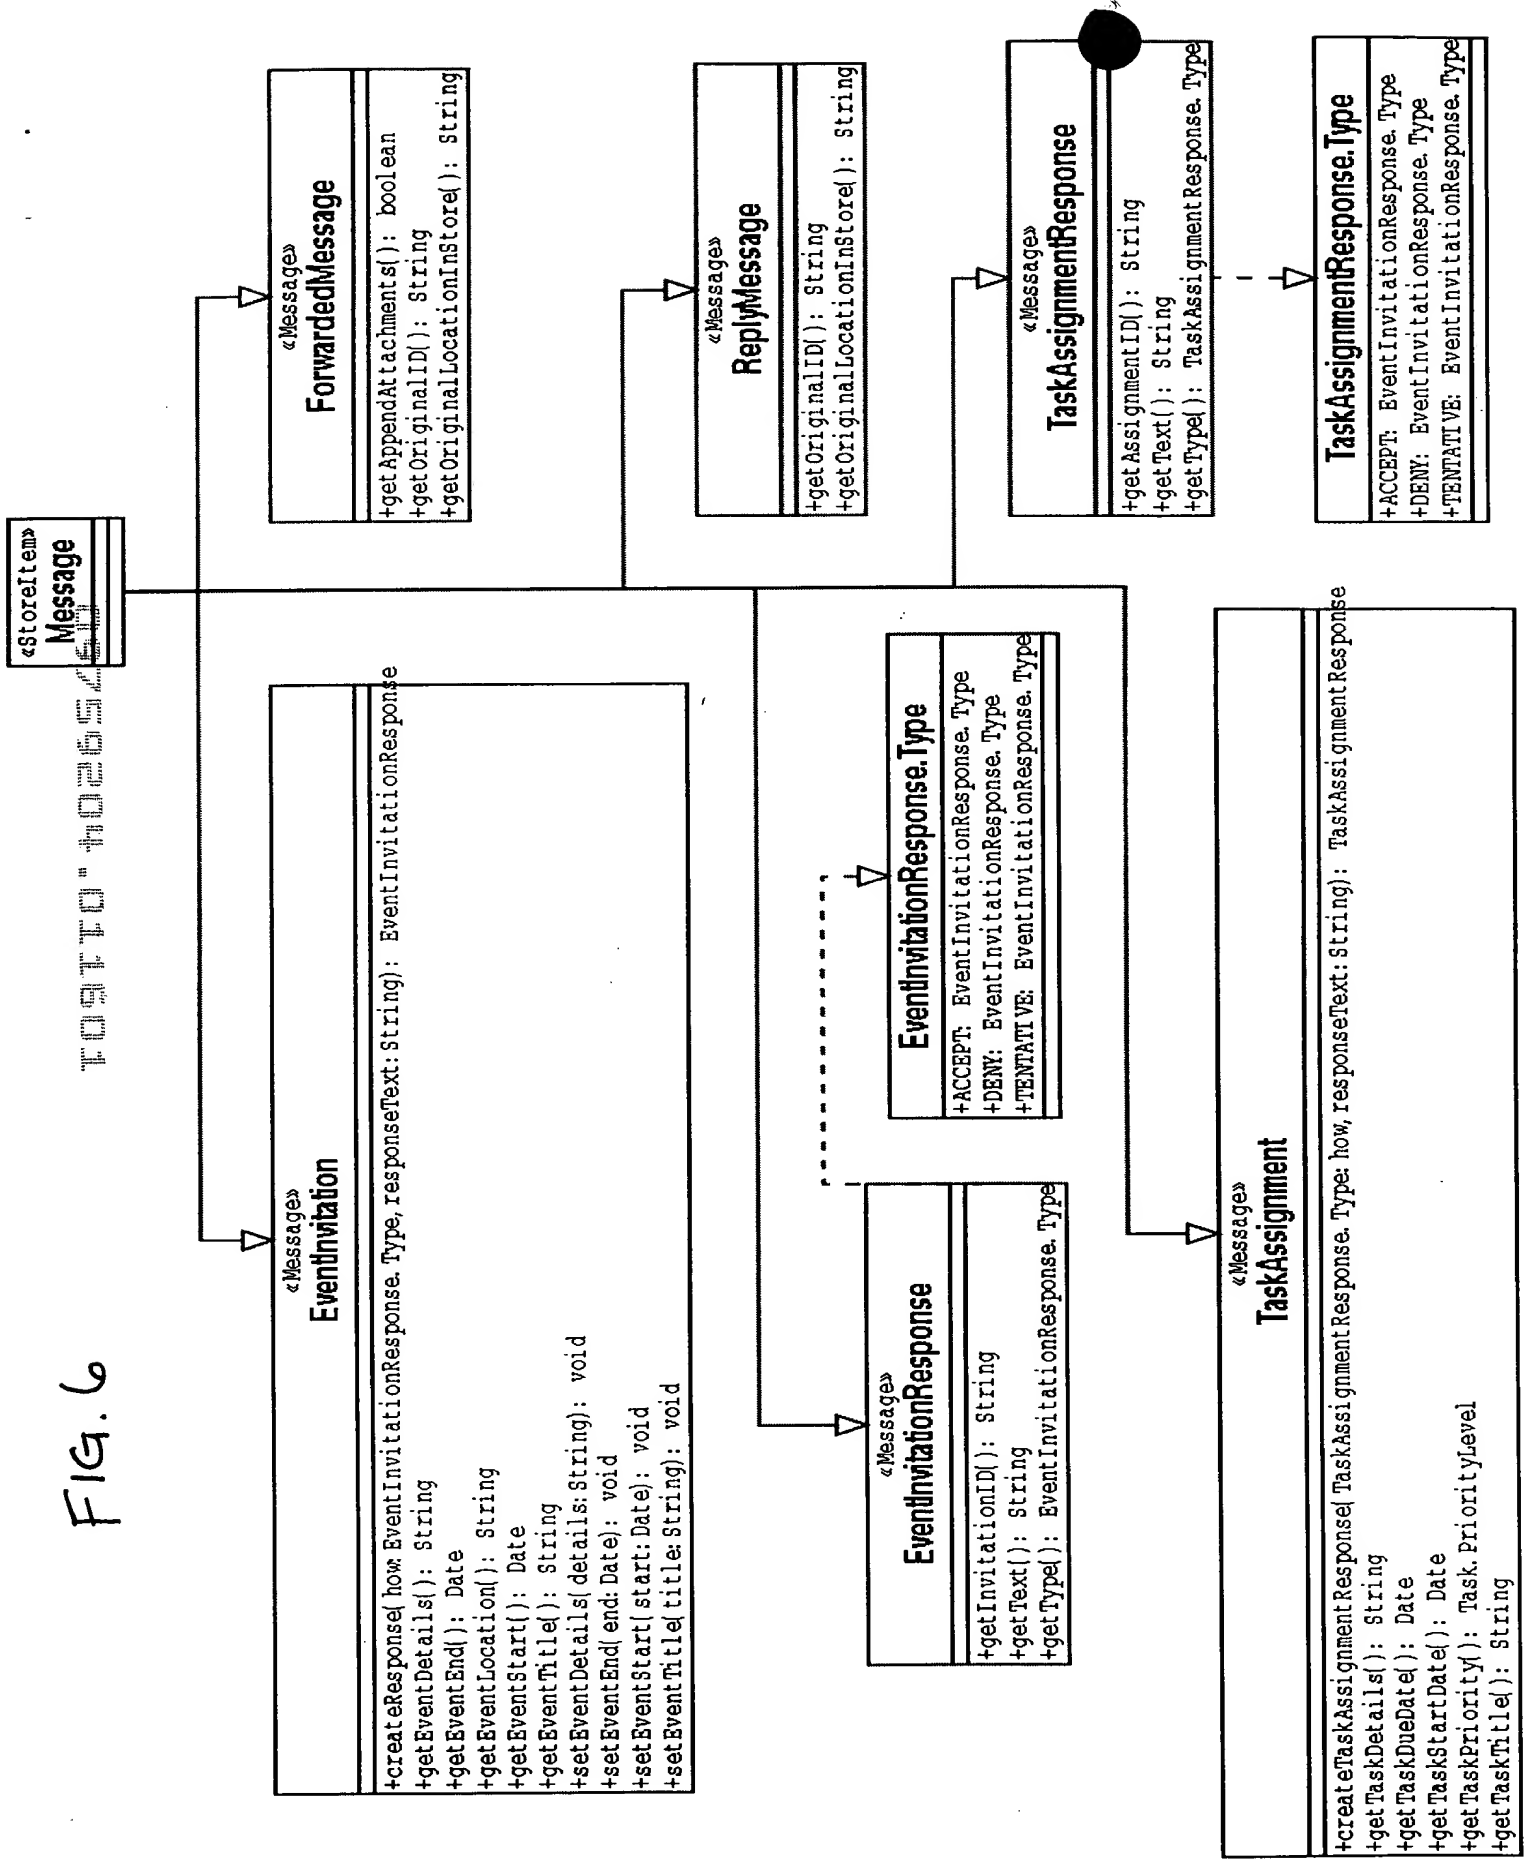 FIG. 6
09759204.011601
«StoreItem»
Message
«Message»
EventInvitation
+createResponse(how:EventInvitationResponse.Type,responseText:String): EventInvitationResponse
+getEventDetails(): String
+getEventEnd(): Date
+getEventLocation(): String
+getEventStart(): Date
+getEventTitle(): String
+setEventDetails(details:String): void
+setEventEnd(end:Date): void
+setEventStart(start:Date): void
+setEventTitle(title:String): void
«Message»
ForwardedMessage
+getAppendAttachments(): boolean
+getOriginalID(): String
+getOriginalLocationInStore(): String
«Message»
ReplyMessage
+getOriginalID(): String
+getOriginalLocationInStore(): String
«Message»
EventInvitationResponse
+getInvitationID(): String
+getText(): String
+getType(): EventInvitationResponse.Type
EventInvitationResponse.Type
+ACCEPT: EventInvitationResponse.Type
+DENY: EventInvitationResponse.Type
+TENTATIVE: EventInvitationResponse.Type
«Message»
TaskAssignmentResponse
+getAssignmentID(): String
+getText(): String
+getType(): TaskAssignmentResponse.Type
TaskAssignmentResponse.Type
+ACCEPT: EventInvitationResponse.Type
+DENY: EventInvitationResponse.Type
+TENTATIVE: EventInvitationResponse.Type
«Message»
TaskAssignment
+createTaskAssignmentResponse(TaskAssignmentResponse.Type:how,responseText:String): TaskAssignmentResponse
+getTaskDetails(): String
+getTaskDueDate(): Date
+getTaskStartDate(): Date
+getTaskPriority(): Task.PriorityLevel
+getTaskTitle(): String